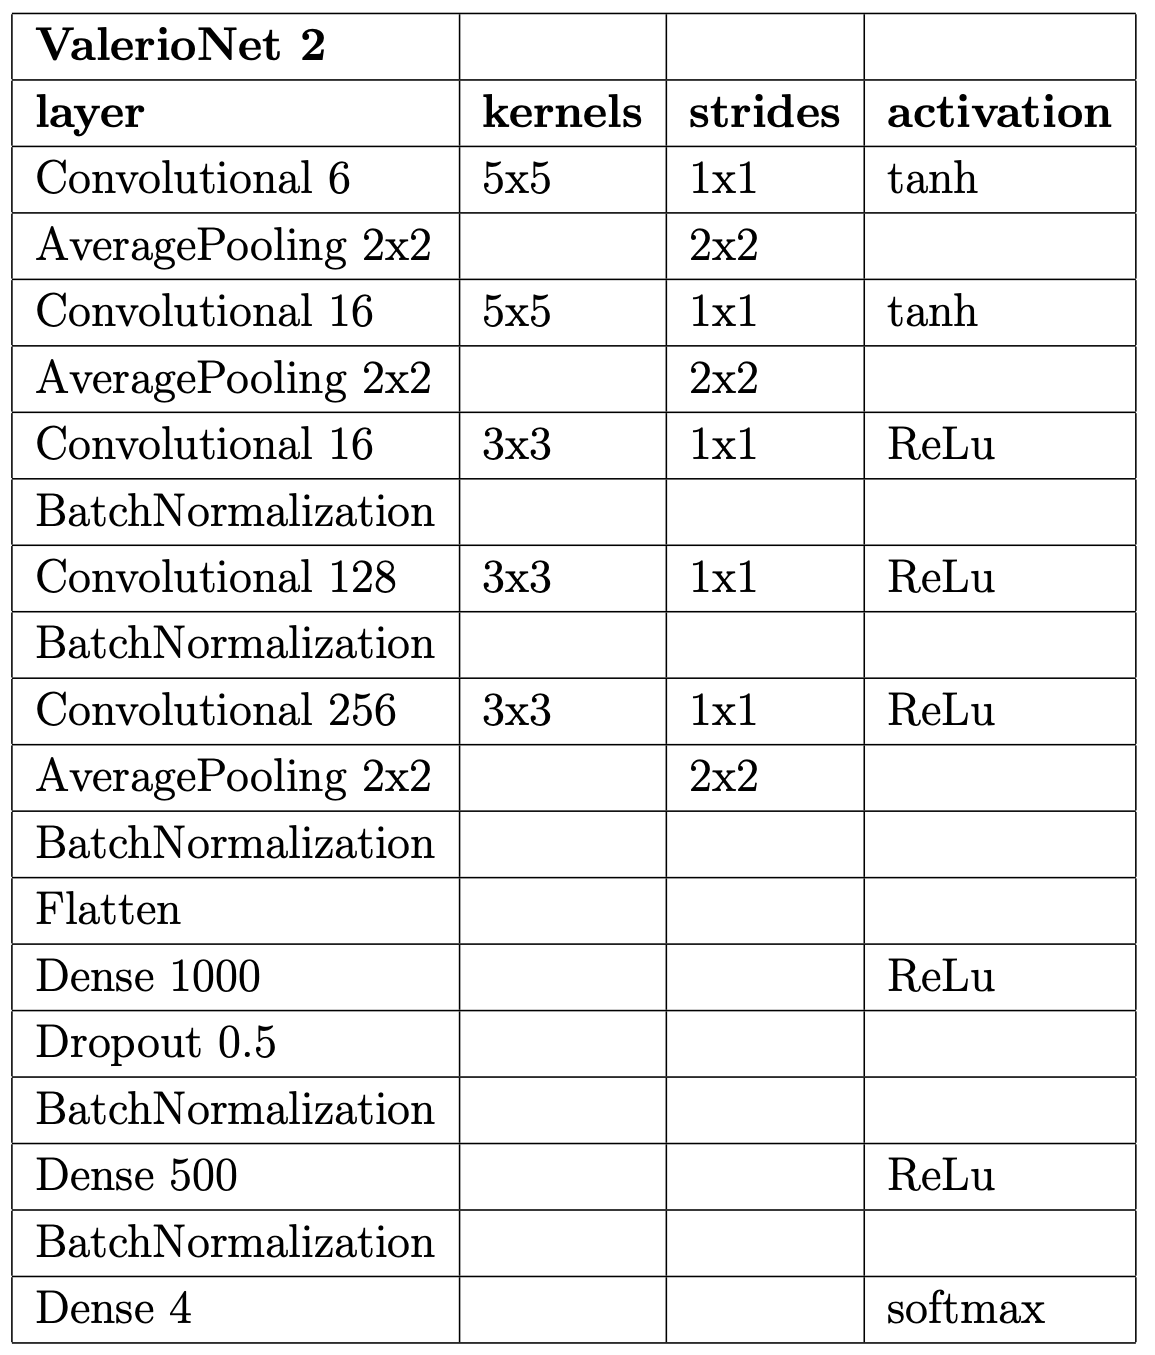 ValerioNet 2
layer kernels strides activation
Convolutional 6 5x5 1x1 tanh
AveragePooling 2x2 2x2
Convolutional 16 5x5 1x1 tanh
AveragePooling 2x2 2x2
Convolutional 16 3x3 1x1 ReLu
BatchNormalization
Convolutional 128 3x3 1x1 ReLu
BatchNormalization
Convolutional 256 3x3 1x1 ReLu
AveragePooling 2x2 2x2
BatchNormalization
Flatten
Dense 1000 ReLu
Dropout 0.5
BatchNormalization
Dense 500 ReLu
BatchNormalization
Dense 4 softmax